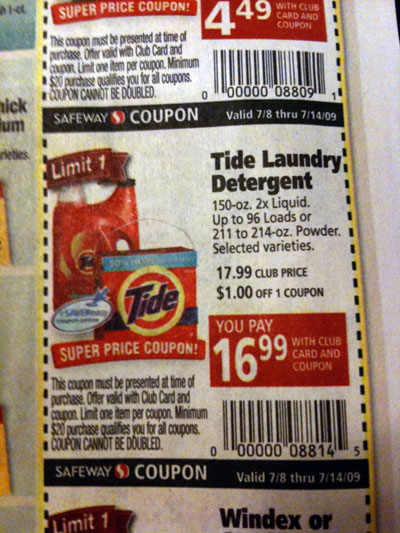 SUPER PRICE COUPON!
4 49 WITH CLUB CARD AND COUPON
This coupon must be presented at time of
purchase. Offer valid with Club Card and
coupon. Limit one item per coupon. Minimum
$20 purchase qualifies you for all coupons.
COUPON CANNOT BE DOUBLED.
0 00000 08809 1
SAFEWAY COUPON Valid 7/8 thru 7/14/09
Limit 1
Tide Laundry
Detergent
150-oz. 2x Liquid.
Up to 96 Loads or
211 to 214-oz. Powder.
Selected varieties.
17.99 CLUB PRICE
$1.00 OFF 1 COUPON
Tide
SUPER PRICE COUPON!
YOU PAY
16 99 WITH CLUB CARD AND COUPON
This coupon must be presented at time of
purchase. Offer valid with Club Card and
coupon. Limit one item per coupon. Minimum
$20 purchase qualifies you for all coupons.
COUPON CANNOT BE DOUBLED.
0 00000 08814 5
SAFEWAY COUPON Valid 7/8 thru 7/14/09
Limit 1
Windex or